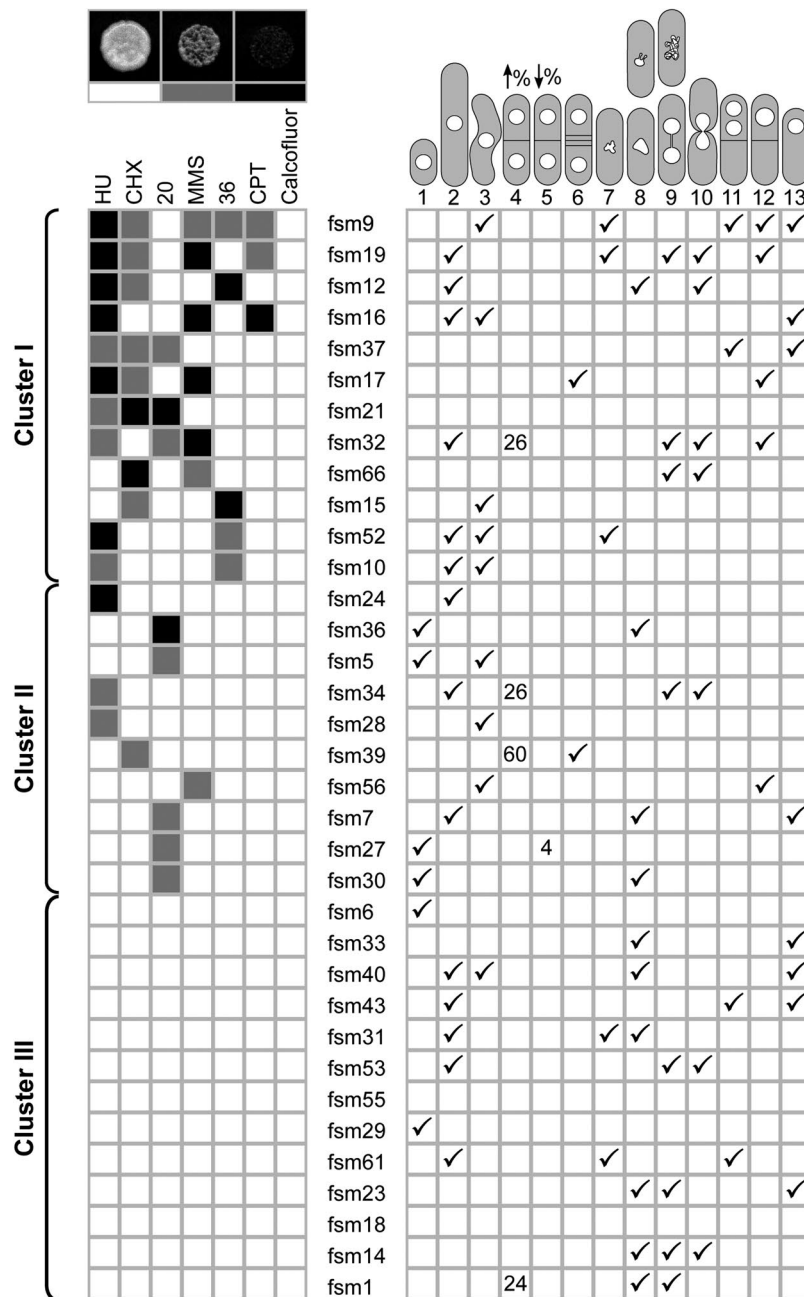 ↑% ↓%
HU CHX 20 MMS 36 CPT Calcofluor
1 2 3 4 5 6 7 8 9 10 11 12 13
Cluster I
fsm9 ✓ ✓ ✓ ✓ ✓
fsm19 ✓ ✓ ✓ ✓ ✓
fsm12 ✓ ✓ ✓
fsm16 ✓ ✓ ✓
fsm37 ✓ ✓
fsm17 ✓ ✓
fsm21
fsm32 ✓ 26 ✓ ✓ ✓
fsm66 ✓ ✓
fsm15 ✓
fsm52 ✓ ✓ ✓
fsm10 ✓ ✓
Cluster II
fsm24 ✓
fsm36 ✓ ✓
fsm5 ✓ ✓
fsm34 ✓ 26 ✓ ✓
fsm28 ✓
fsm39 60 ✓
fsm56 ✓ ✓
fsm7 ✓ ✓ ✓
fsm27 ✓ 4
fsm30 ✓ ✓
Cluster III
fsm6 ✓
fsm33 ✓ ✓
fsm40 ✓ ✓ ✓ ✓
fsm43 ✓ ✓ ✓
fsm31 ✓ ✓ ✓
fsm53 ✓ ✓ ✓
fsm55
fsm29 ✓
fsm61 ✓ ✓ ✓
fsm23 ✓ ✓ ✓
fsm18
fsm14 ✓ ✓ ✓
fsm1 24 ✓ ✓